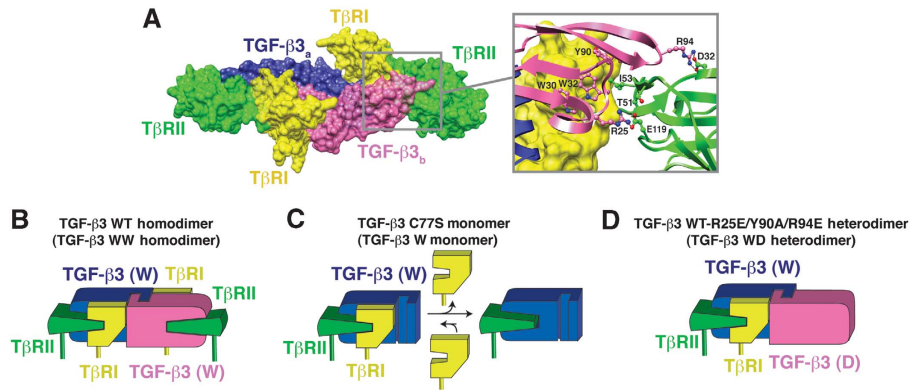 A
TβRI
TGF-β3a
TβRII
TβRII
TGF-β3b
TβRI
R94
Y90
D32
I53
W30
W32
T51
R25
E119
B
TGF-β3 WT homodimer
(TGF-β3 WW homodimer)
TGF-β3 (W)
TβRI
TβRII
TβRII
TβRI
TGF-β3 (W)
C
TGF-β3 C77S monomer
(TGF-β3 W monomer)
TGF-β3 (W)
TβRII
TβRI
D
TGF-β3 WT-R25E/Y90A/R94E heterodimer
(TGF-β3 WD heterodimer)
TGF-β3 (W)
TβRII
TβRI
TGF-β3 (D)